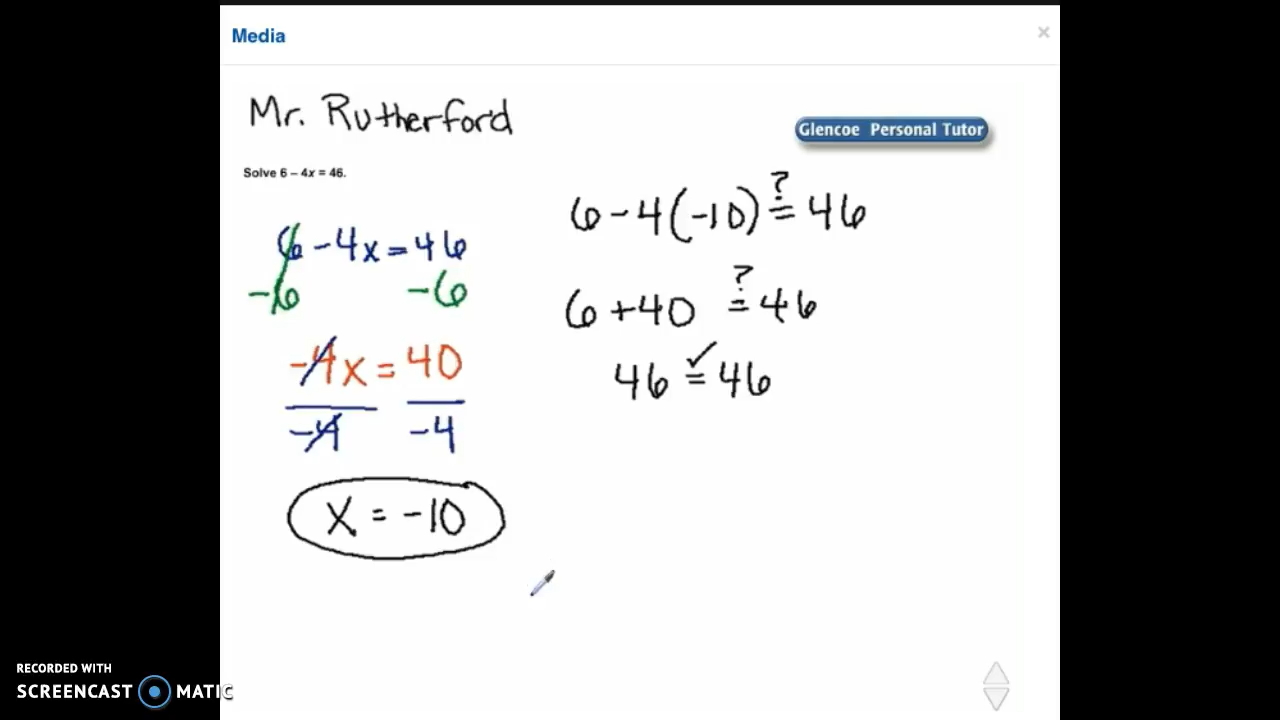 Media
×
Mr. Rutherford
Glencoe Personal Tutor
Solve 6 – 4x = 46.
6 - 4x = 46
-6 -6
-4x = 40
-4 -4
x = -10
6 - 4(-10) ?= 46
6 + 40 ?= 46
46 =✓ 46
RECORDED WITH
SCREENCAST MATIC